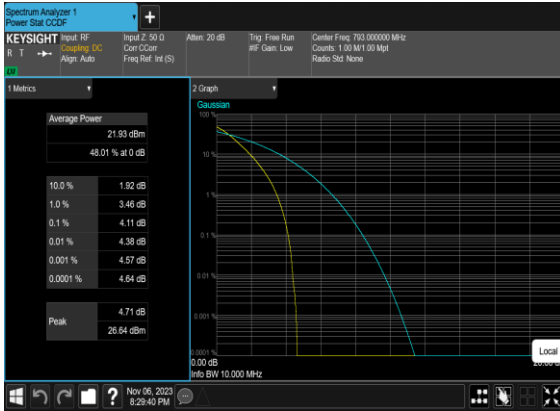 Spectrum Analyzer 1
Power Stat CCDF
KEYSIGHT
R T
LXI
Input: RF
Coupling: DC
Align: Auto
Input Z: 50 Ω
Corr CCorr
Freq Ref: Int (S)
Atten: 20 dB
Trig: Free Run
#IF Gain: Low
Center Freq: 793.000000 MHz
Counts: 1.00 M/1.00 Mpt
Radio Std: None
1 Metrics
Average Power
21.93 dBm
48.01 % at 0 dB
10.0 % 1.92 dB
1.0 % 3.46 dB
0.1 % 4.11 dB
0.01 % 4.38 dB
0.001 % 4.57 dB
0.0001 % 4.64 dB
Peak
4.71 dB
26.64 dBm
2 Graph
Gaussian
100 %
10 %
1 %
0.1 %
0.01 %
0.001 %
0.0001 %
0.00 dB
Info BW 10.000 MHz
Local
Nov 06, 2023
8:29:40 PM